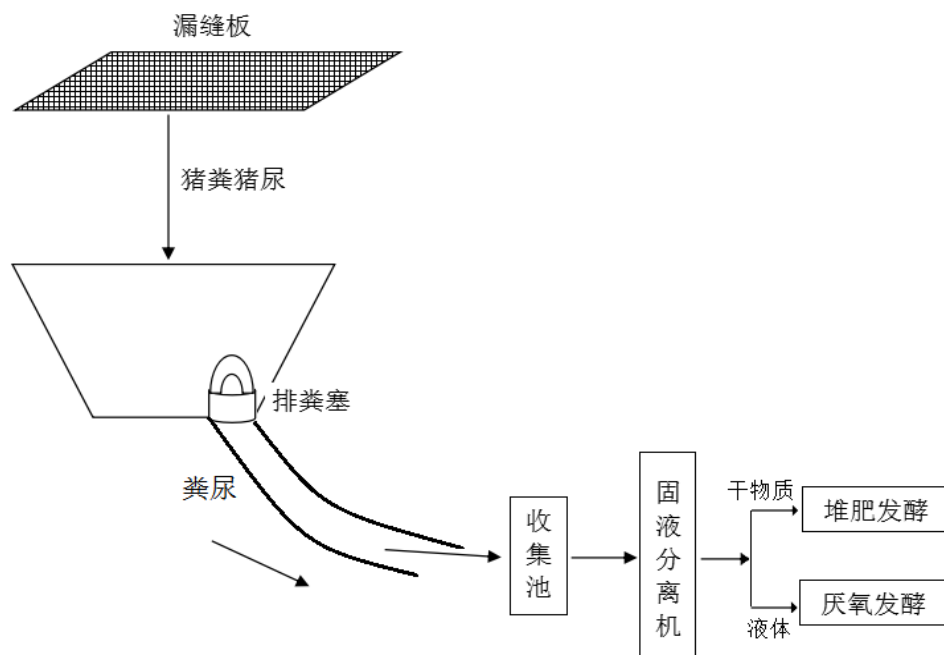 漏缝板
猪粪猪尿
排粪塞
粪尿
收集池
固液分离机
干物质
堆肥发酵
液体
厌氧发酵